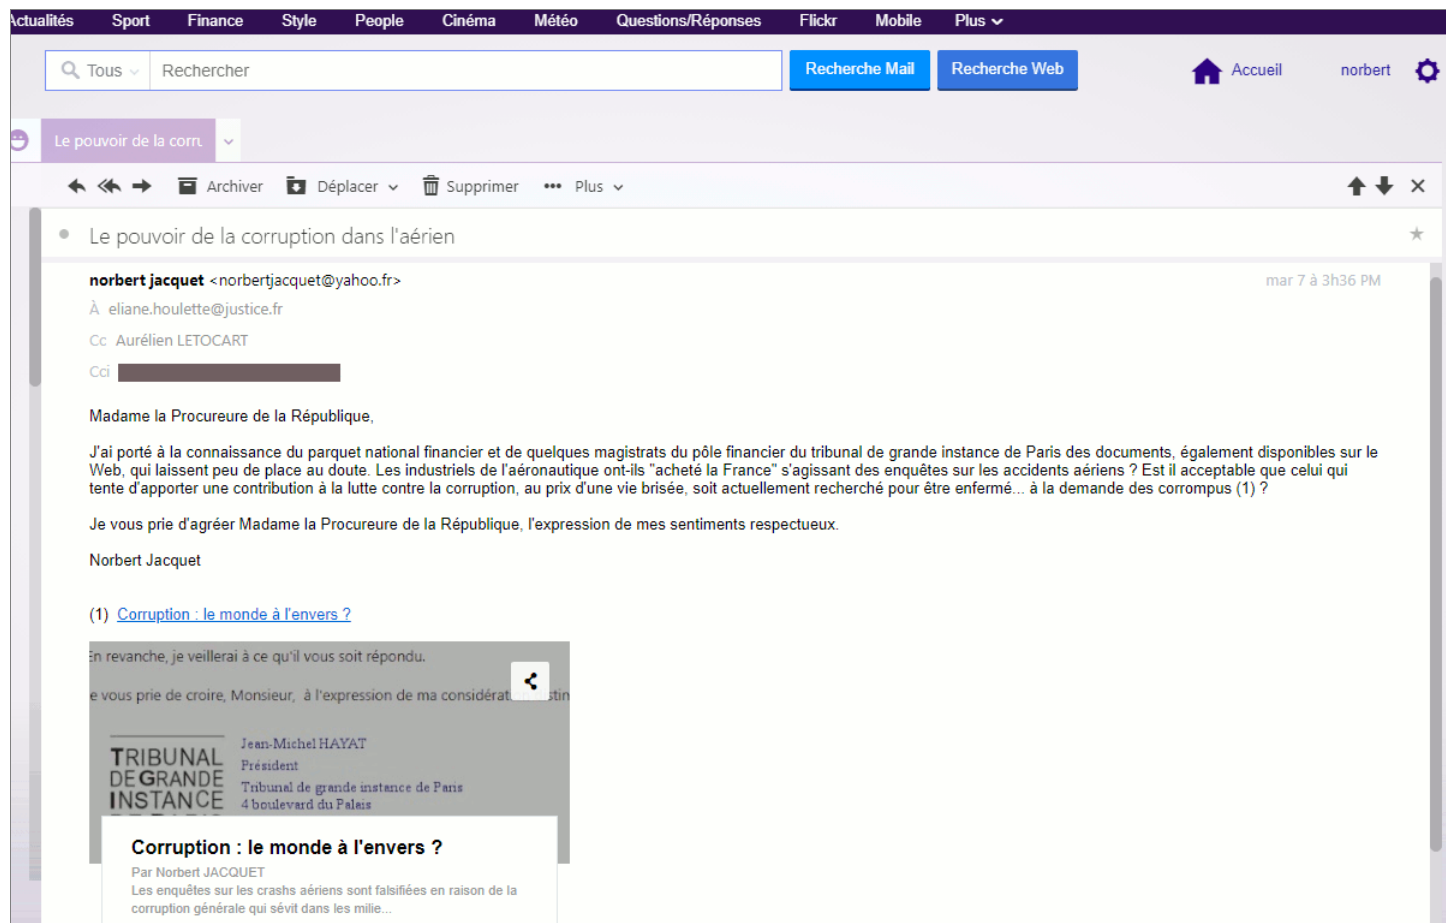 Actualités Sport Finance Style People Cinéma Météo Questions/Réponses Flickr Mobile Plus
Tous Rechercher Recherche Mail Recherche Web Accueil norbert
Le pouvoir de la corru
Archiver Déplacer Supprimer Plus
Le pouvoir de la corruption dans l'aérien
norbert jacquet <norbertjacquet@yahoo.fr> mar 7 à 3h36 PM
À eliane.houlette@justice.fr
Cc Aurélien LETOCART
Cci
Madame la Procureure de la République,
J'ai porté à la connaissance du parquet national financier et de quelques magistrats du pôle financier du tribunal de grande instance de Paris des documents, également disponibles sur le
Web, qui laissent peu de place au doute. Les industriels de l'aéronautique ont-ils "acheté la France" s'agissant des enquêtes sur les accidents aériens ? Est il acceptable que celui qui
tente d'apporter une contribution à la lutte contre la corruption, au prix d'une vie brisée, soit actuellement recherché pour être enfermé... à la demande des corrompus (1) ?
Je vous prie d'agréer Madame la Procureure de la République, l'expression de mes sentiments respectueux.
Norbert Jacquet
(1) Corruption : le monde à l'envers ?
En revanche, je veillerai à ce qu'il vous soit répondu.
e vous prie de croire, Monsieur, à l'expression de ma considérat stin
TRIBUNAL
DE GRANDE
INSTANCE
DE PARIS
Jean-Michel HAYAT
Président
Tribunal de grande instance de Paris
4 boulevard du Palais
Corruption : le monde à l'envers ?
Par Norbert JACQUET
Les enquêtes sur les crashs aériens sont falsifiées en raison de la
corruption générale qui sévit dans les milie...